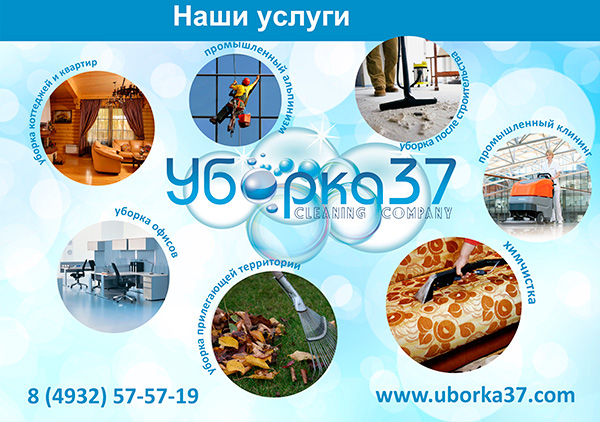 Наши услуги
уборка коттеджей и квартир
промышленный альпинизм
уборка после строительства
промышленный клининг
Уборка37
CLEANING COMPANY
уборка офисов
уборка прилегающей территории
химчистка
8 (4932) 57-57-19
www.uborka37.com